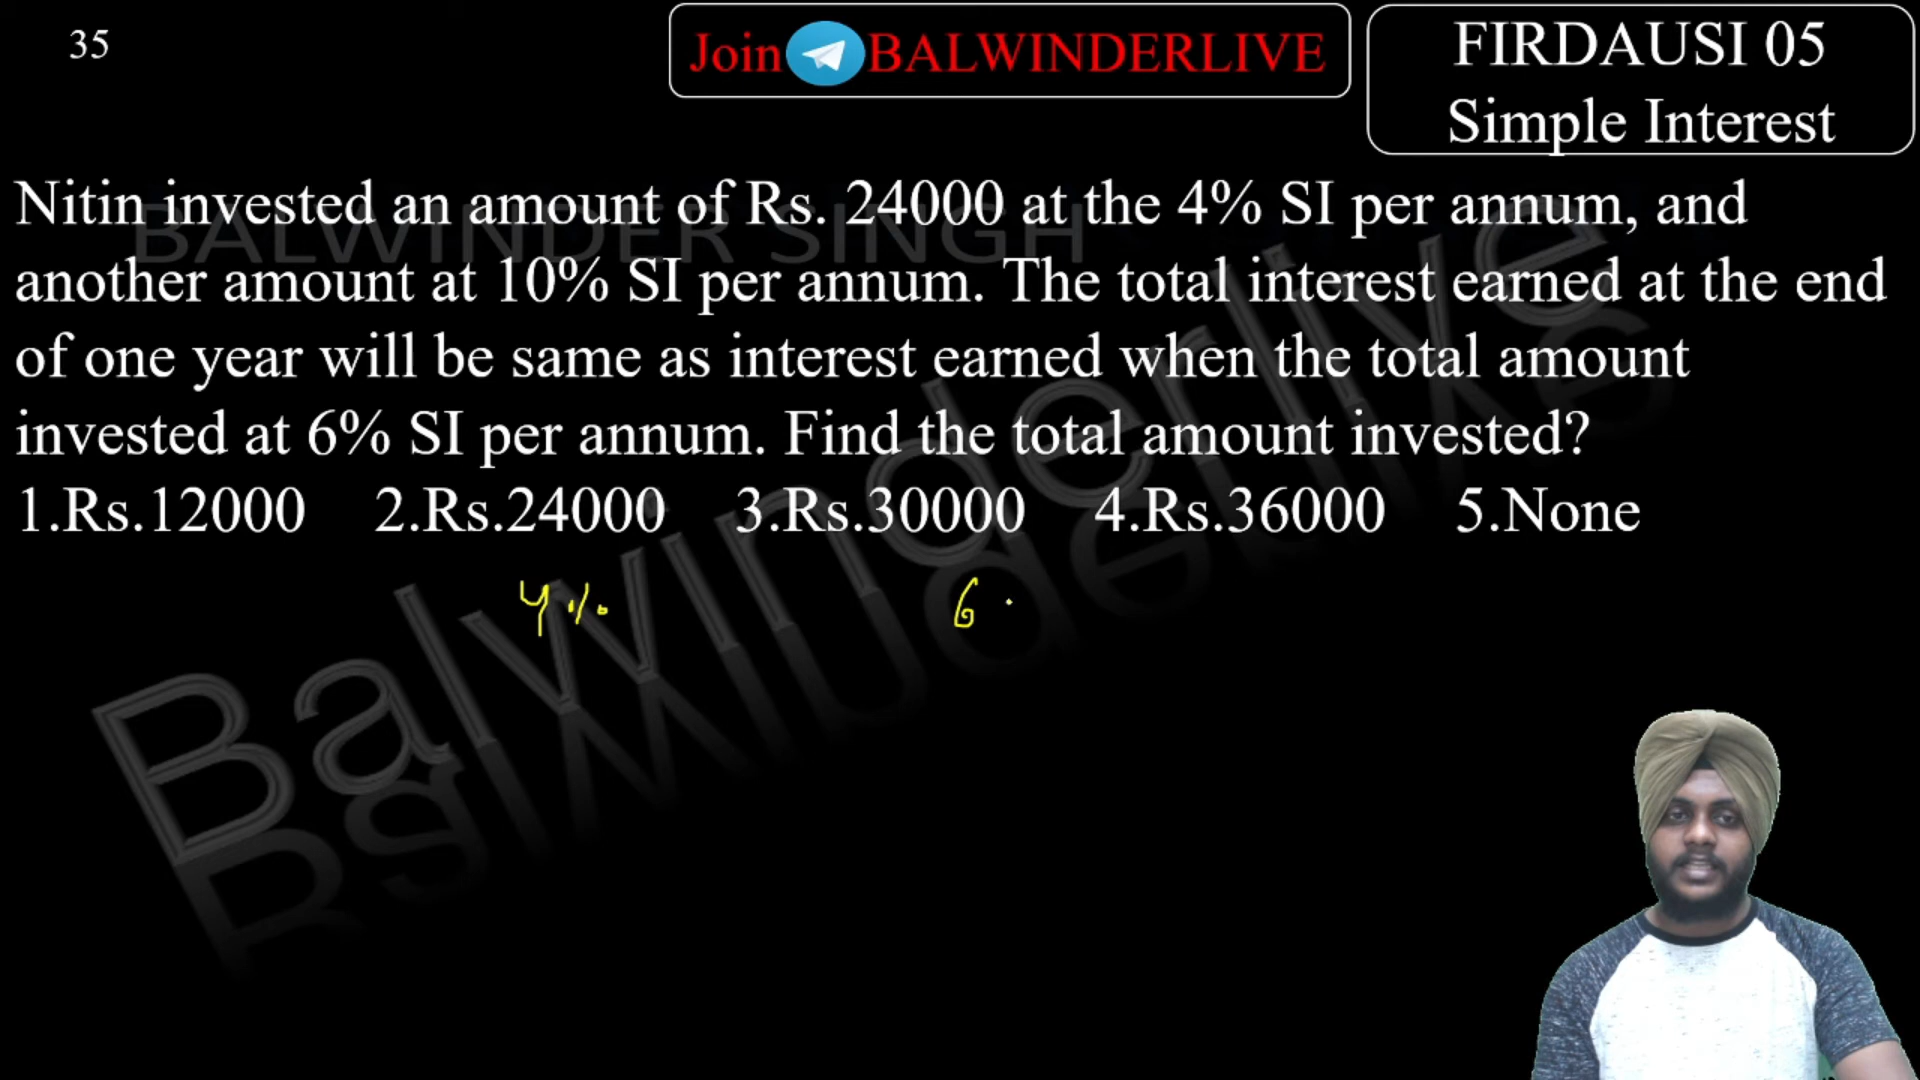 35
Join BALWINDERLIVE
FIRDAUSI 05
Simple Interest
BALWINDER SINGH
Nitin invested an amount of Rs. 24000 at the 4% SI per annum, and
another amount at 10% SI per annum. The total interest earned at the end
of one year will be same as interest earned when the total amount
invested at 6% SI per annum. Find the total amount invested?
1.Rs.12000 2.Rs.24000 3.Rs.30000 4.Rs.36000 5.None
4% 6
Balwinderlive